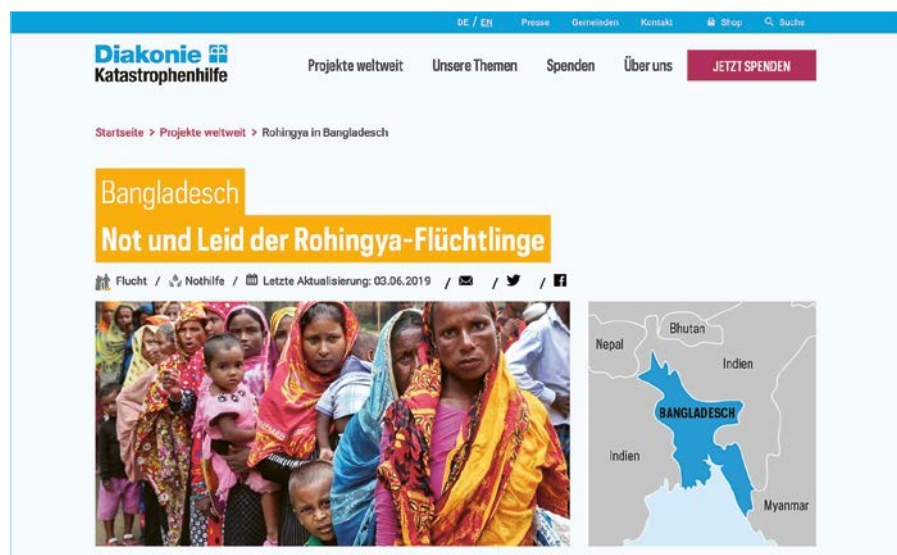 DE / EN Presse Gemeinden Kontakt Shop Suche
Diakonie
Katastrophenhilfe
Projekte weltweit Unsere Themen Spenden Über uns JETZT SPENDEN
Startseite > Projekte weltweit > Rohingya in Bangladesch
Bangladesch
Not und Leid der Rohingya-Flüchtlinge
Flucht / Nothilfe / Letzte Aktualisierung: 03.06.2019 / / /
Nepal
Bhutan
Indien
BANGLADESCH
Indien
Myanmar